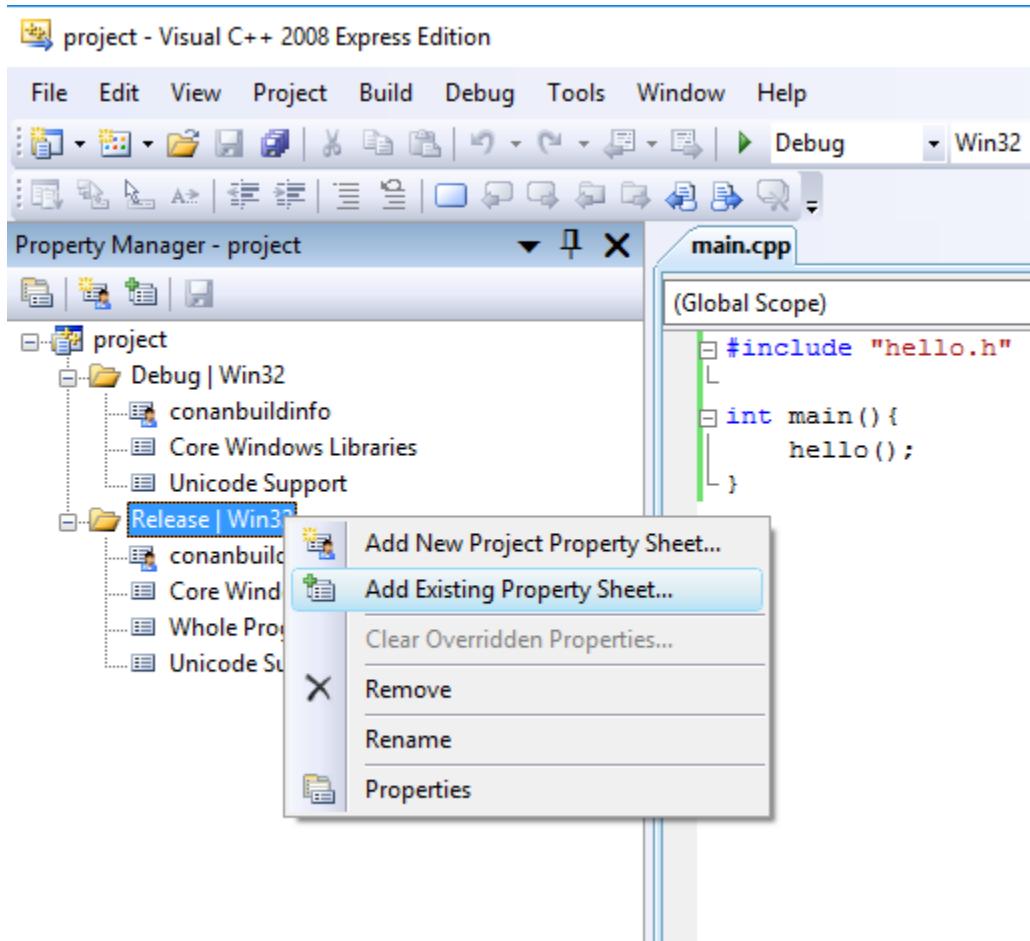 project - Visual C++ 2008 Express Edition
File Edit View Project Build Debug Tools Window Help
Debug Win32
Property Manager - project
main.cpp
(Global Scope)
project
Debug | Win32
conanbuildinfo
Core Windows Libraries
Unicode Support
Release | Win32
conanbuild
Core Wind
Whole Prog
Unicode Su
Add New Project Property Sheet...
Add Existing Property Sheet...
Clear Overridden Properties...
Remove
Rename
Properties
#include "hello.h"
int main(){
hello();
}